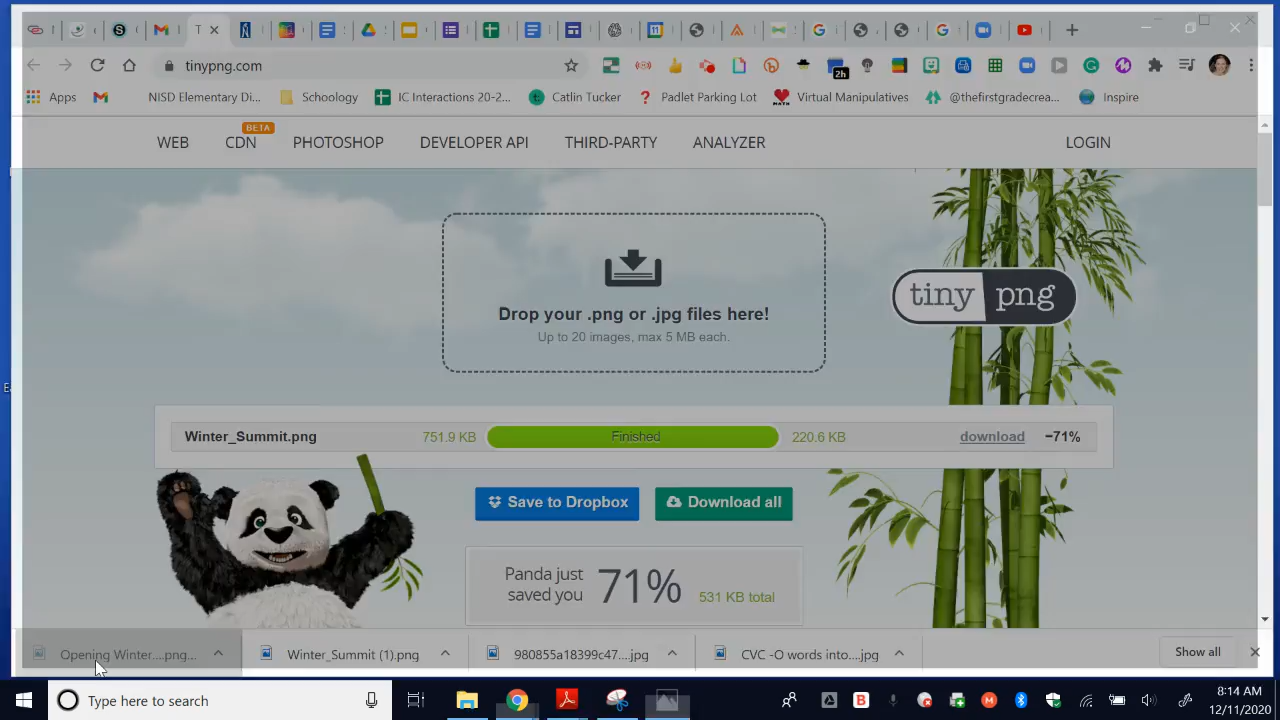 T
tinypng.com
2h
Apps
NISD Elementary Di...
Schoology
IC Interactions 20-2...
Catlin Tucker
Padlet Parking Lot
Virtual Manipulatives
@thefirstgradecrea...
Inspire
BETA
WEB CDN PHOTOSHOP DEVELOPER API THIRD-PARTY ANALYZER LOGIN
Drop your .png or .jpg files here!
Up to 20 images, max 5 MB each.
tiny png
Winter_Summit.png 751.9 KB Finished 220.6 KB download −71%
Save to Dropbox Download all
Panda just
saved you 71% 531 KB total
Opening Winter....png... Winter_Summit (1).png 980855a18399c47....jpg CVC -O words into....jpg Show all
Type here to search
8:14 AM
12/11/2020